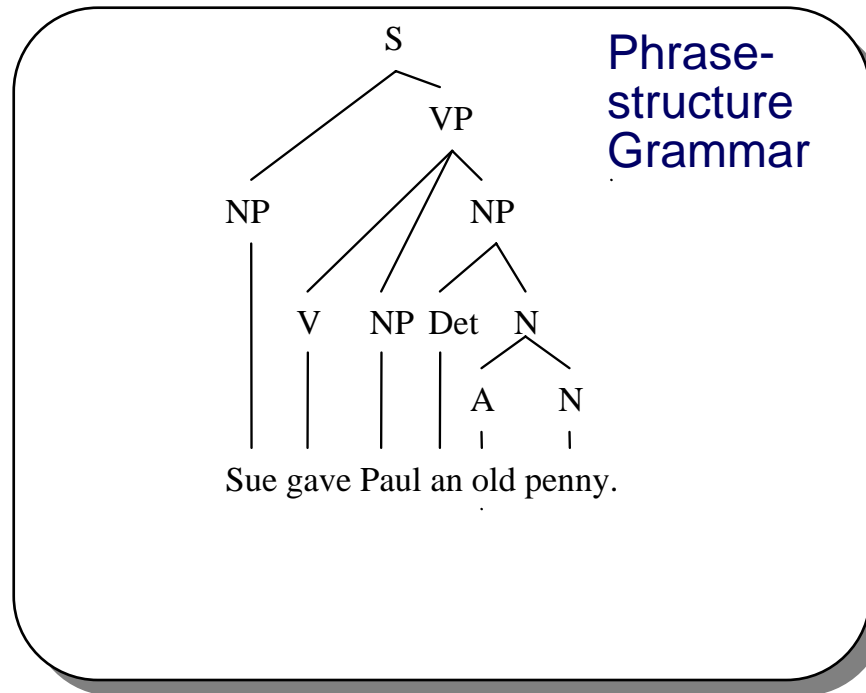 S
Phrase-
structure
Grammar
VP
NP NP
V NP Det N
A N
Sue gave Paul an old penny.